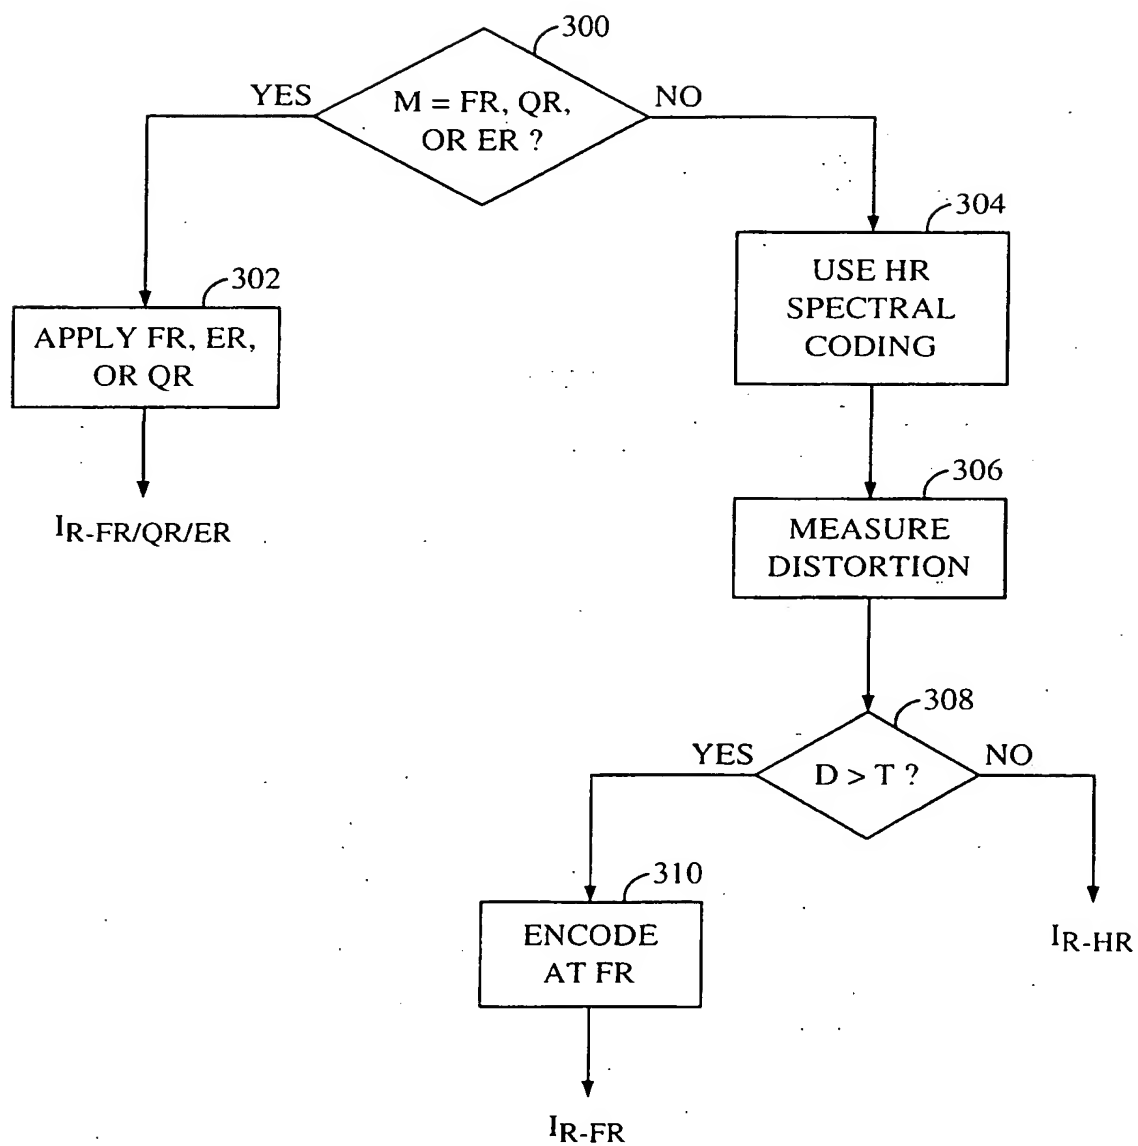 300
YES
M = FR, QR,
OR ER ?
NO
304
USE HR
SPECTRAL
CODING
302
APPLY FR, ER,
OR QR
IR-FR/QR/ER
306
MEASURE
DISTORTION
308
YES
D > T ?
NO
310
ENCODE
AT FR
IR-HR
IR-FR